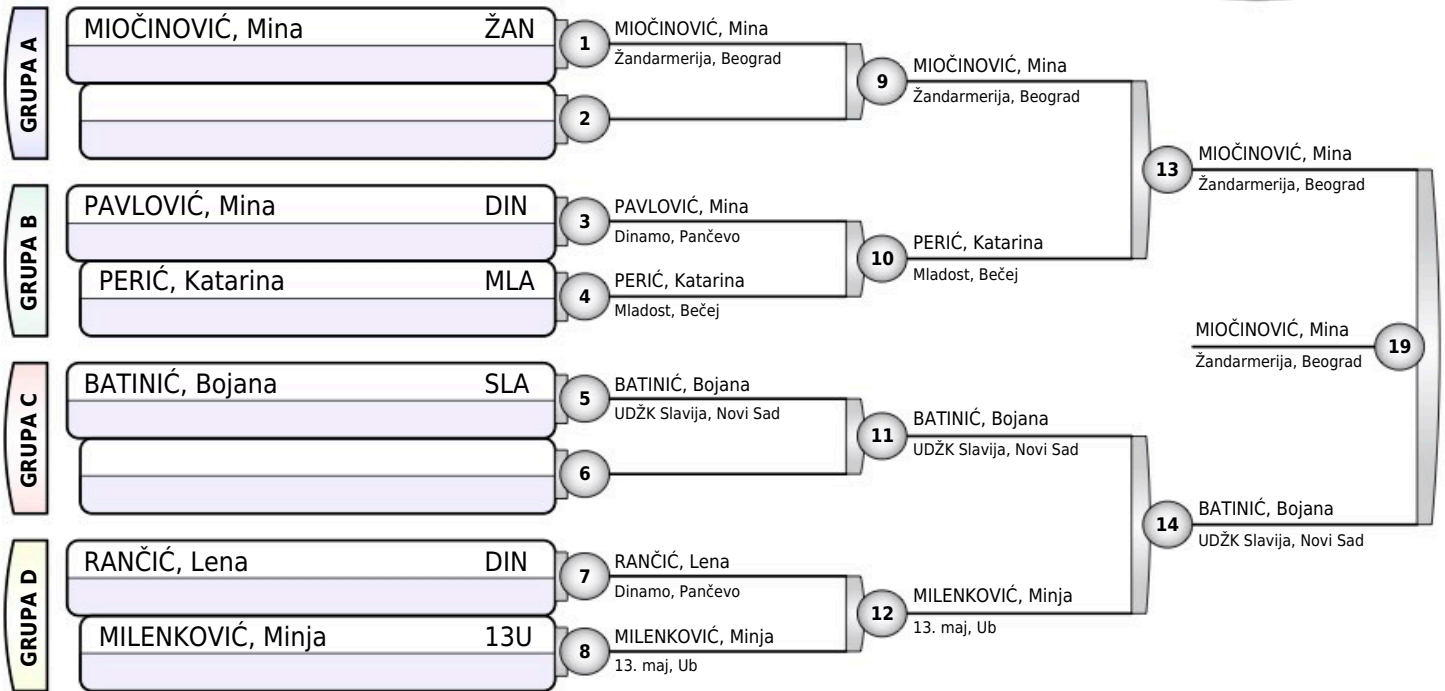 GRUPA A
MIOČINOVIĆ, Mina ŽAN
1
MIOČINOVIĆ, Mina
Žandarmerija, Beograd
2
9
MIOČINOVIĆ, Mina
Žandarmerija, Beograd
GRUPA B
PAVLOVIĆ, Mina DIN
3
PAVLOVIĆ, Mina
Dinamo, Pančevo
PERIĆ, Katarina MLA
4
PERIĆ, Katarina
Mladost, Bečej
10
PERIĆ, Katarina
Mladost, Bečej
13
MIOČINOVIĆ, Mina
Žandarmerija, Beograd
GRUPA C
BATINIĆ, Bojana SLA
5
BATINIĆ, Bojana
UDŽK Slavija, Novi Sad
6
11
BATINIĆ, Bojana
UDŽK Slavija, Novi Sad
GRUPA D
RANČIĆ, Lena DIN
7
RANČIĆ, Lena
Dinamo, Pančevo
MILENKOVIĆ, Minja 13U
8
MILENKOVIĆ, Minja
13. maj, Ub
12
MILENKOVIĆ, Minja
13. maj, Ub
14
BATINIĆ, Bojana
UDŽK Slavija, Novi Sad
MIOČINOVIĆ, Mina
Žandarmerija, Beograd
19